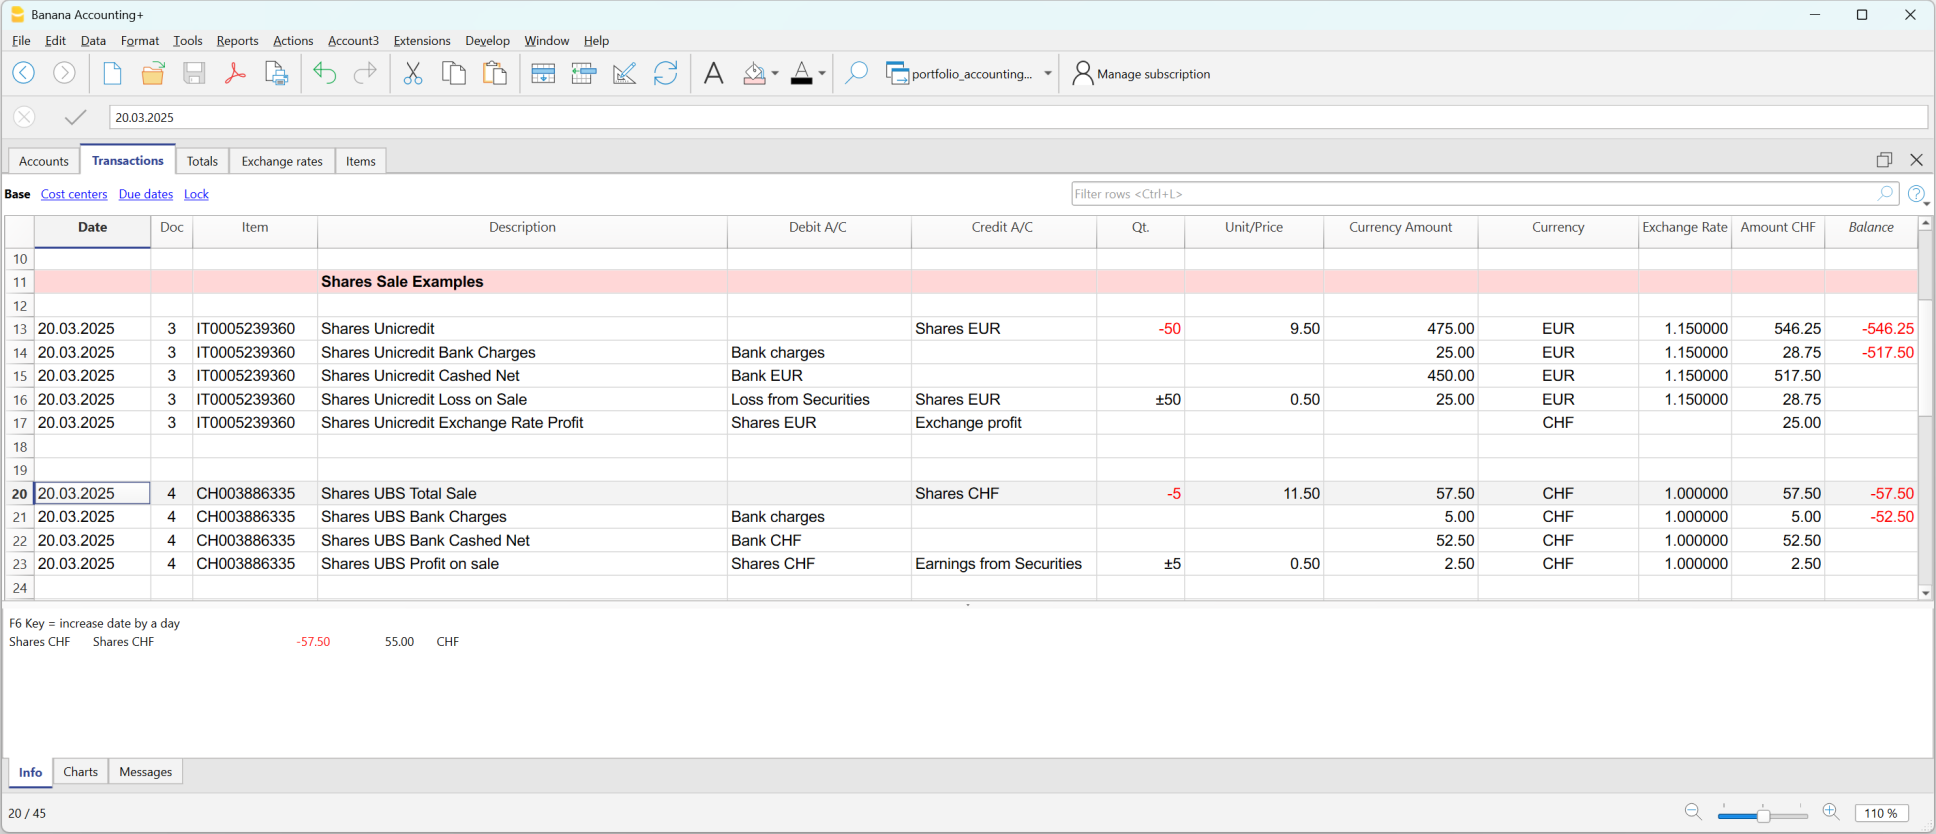 Banana Accounting+
File Edit Data Format Tools Reports Actions Account3 Extensions Develop Window Help
portfolio_accounting... Manage subscription
20.03.2025
Accounts Transactions Totals Exchange rates Items
Base Cost centers Due dates Lock Filter rows <Ctrl+L>
Date Doc Item Description Debit A/C Credit A/C Qt. Unit/Price Currency Amount Currency Exchange Rate Amount CHF Balance
10
11 Shares Sale Examples
12
13 20.03.2025 3 IT0005239360 Shares Unicredit Shares EUR -50 9.50 475.00 EUR 1.150000 546.25 -546.25
14 20.03.2025 3 IT0005239360 Shares Unicredit Bank Charges Bank charges 25.00 EUR 1.150000 28.75 -517.50
15 20.03.2025 3 IT0005239360 Shares Unicredit Cashed Net Bank EUR 450.00 EUR 1.150000 517.50
16 20.03.2025 3 IT0005239360 Shares Unicredit Loss on Sale Loss from Securities Shares EUR ±50 0.50 25.00 EUR 1.150000 28.75
17 20.03.2025 3 IT0005239360 Shares Unicredit Exchange Rate Profit Shares EUR Exchange profit CHF 25.00
18
19
20 20.03.2025 4 CH003886335 Shares UBS Total Sale Shares CHF -5 11.50 57.50 CHF 1.000000 57.50 -57.50
21 20.03.2025 4 CH003886335 Shares UBS Bank Charges Bank charges 5.00 CHF 1.000000 5.00 -52.50
22 20.03.2025 4 CH003886335 Shares UBS Bank Cashed Net Bank CHF 52.50 CHF 1.000000 52.50
23 20.03.2025 4 CH003886335 Shares UBS Profit on sale Shares CHF Earnings from Securities ±5 0.50 2.50 CHF 1.000000 2.50
24
F6 Key = increase date by a day
Shares CHF Shares CHF -57.50 55.00 CHF
Info Charts Messages
20 / 45 110 %